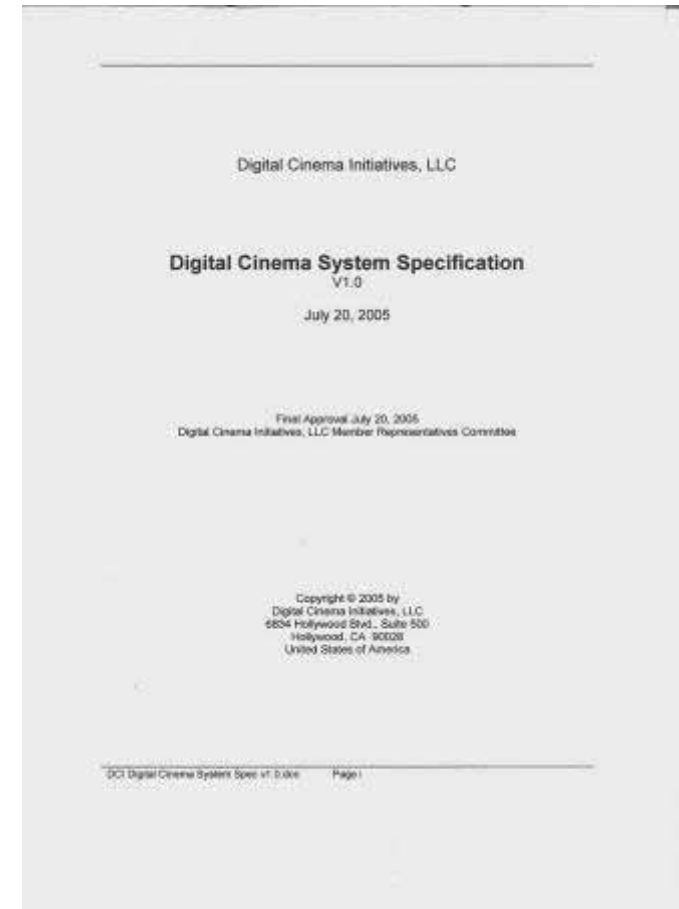 Digital Cinema Initiatives, LLC
Digital Cinema System Specification
V1.0
July 20, 2005
Final Approval July 20, 2005
Digital Cinema Initiatives, LLC Member Representatives Committee
Copyright © 2005 by
Digital Cinema Initiatives, LLC
6834 Hollywood Blvd., Suite 500
Hollywood, CA 90028
United States of America
DCI Digital Cinema System Spec v1.0.doc Page i